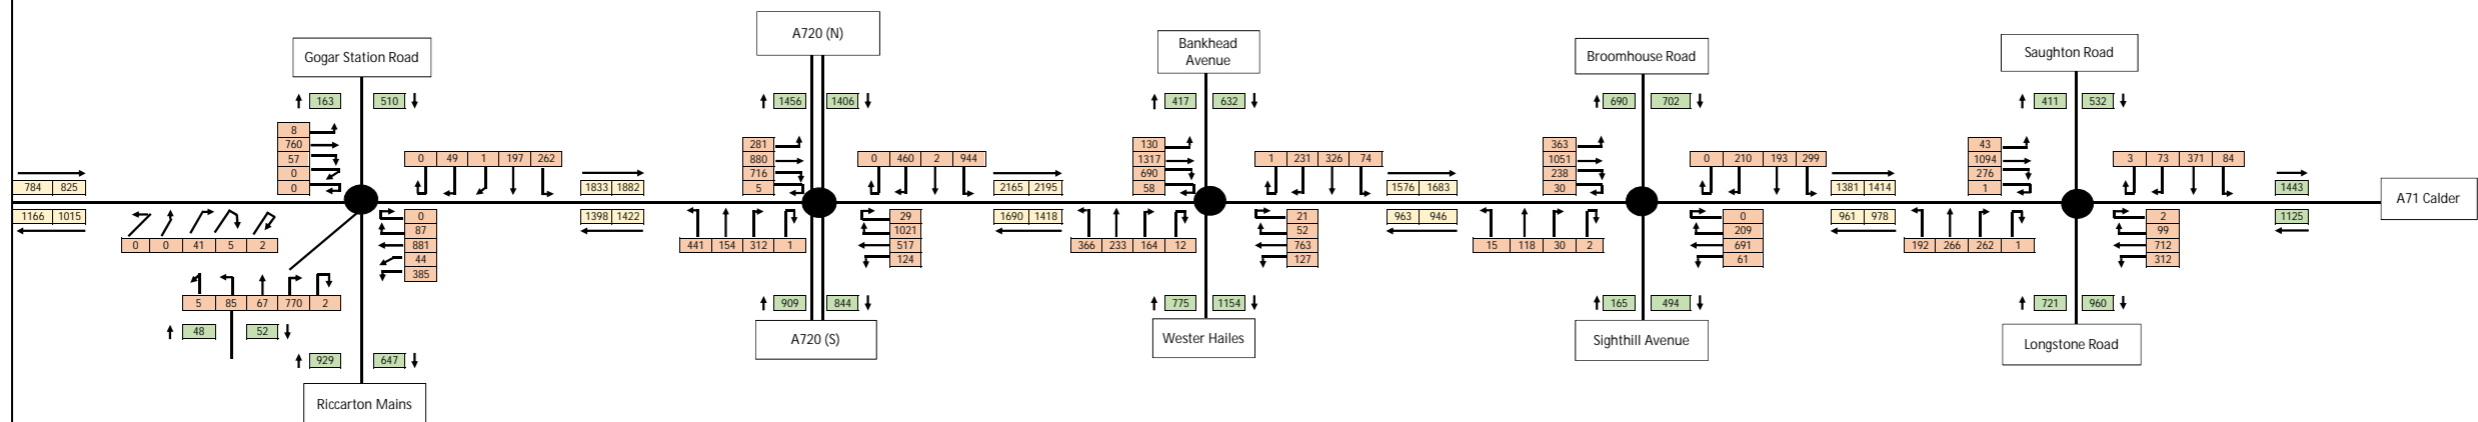 A720 (N)
Bankhead
Avenue
Gogar Station Road
Broomhouse Road
Saughton Road
163 510
1456 1406
417 632
690 702
411 532
8
760
57
0
0
0 49 1 197 262
281
880
716
5
0 460 2 944
130
1317
690
58
1 231 326 74
363
1051
238
30
0 210 193 299
43
1094
276
1
3 73 371 84
784 825
1833 1882
2165 2195
1576 1683
1381 1414
1443
A71 Calder
1166 1015
1398 1422
1690 1418
963 946
961 978
1125
0 0 41 5 2
0
87
881
44
385
441 154 312 1
29
1021
517
124
366 233 164 12
21
52
763
127
15 118 30 2
0
209
691
61
192 266 262 1
2
99
712
312
5 85 67 770 2
48 52
909 844
775 1154
165 494
721 960
929 647
A720 (S)
Wester Hailes
Sighthill Avenue
Longstone Road
Riccarton Mains